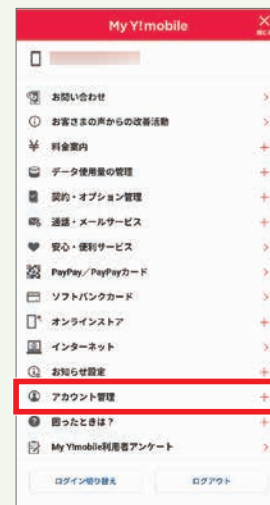 My Y!mobile
閉じる
お問い合わせ
お客さまの声からの改善活動
料金案内
データ使用量の管理
契約・オプション管理
通話・メールサービス
安心・便利サービス
PayPay/PayPayカード
ソフトバンクカード
オンラインストア
インターネット
お知らせ設定
アカウント管理
困ったときは?
My Y!mobile利用者アンケート
ログイン切り替え
ログアウト